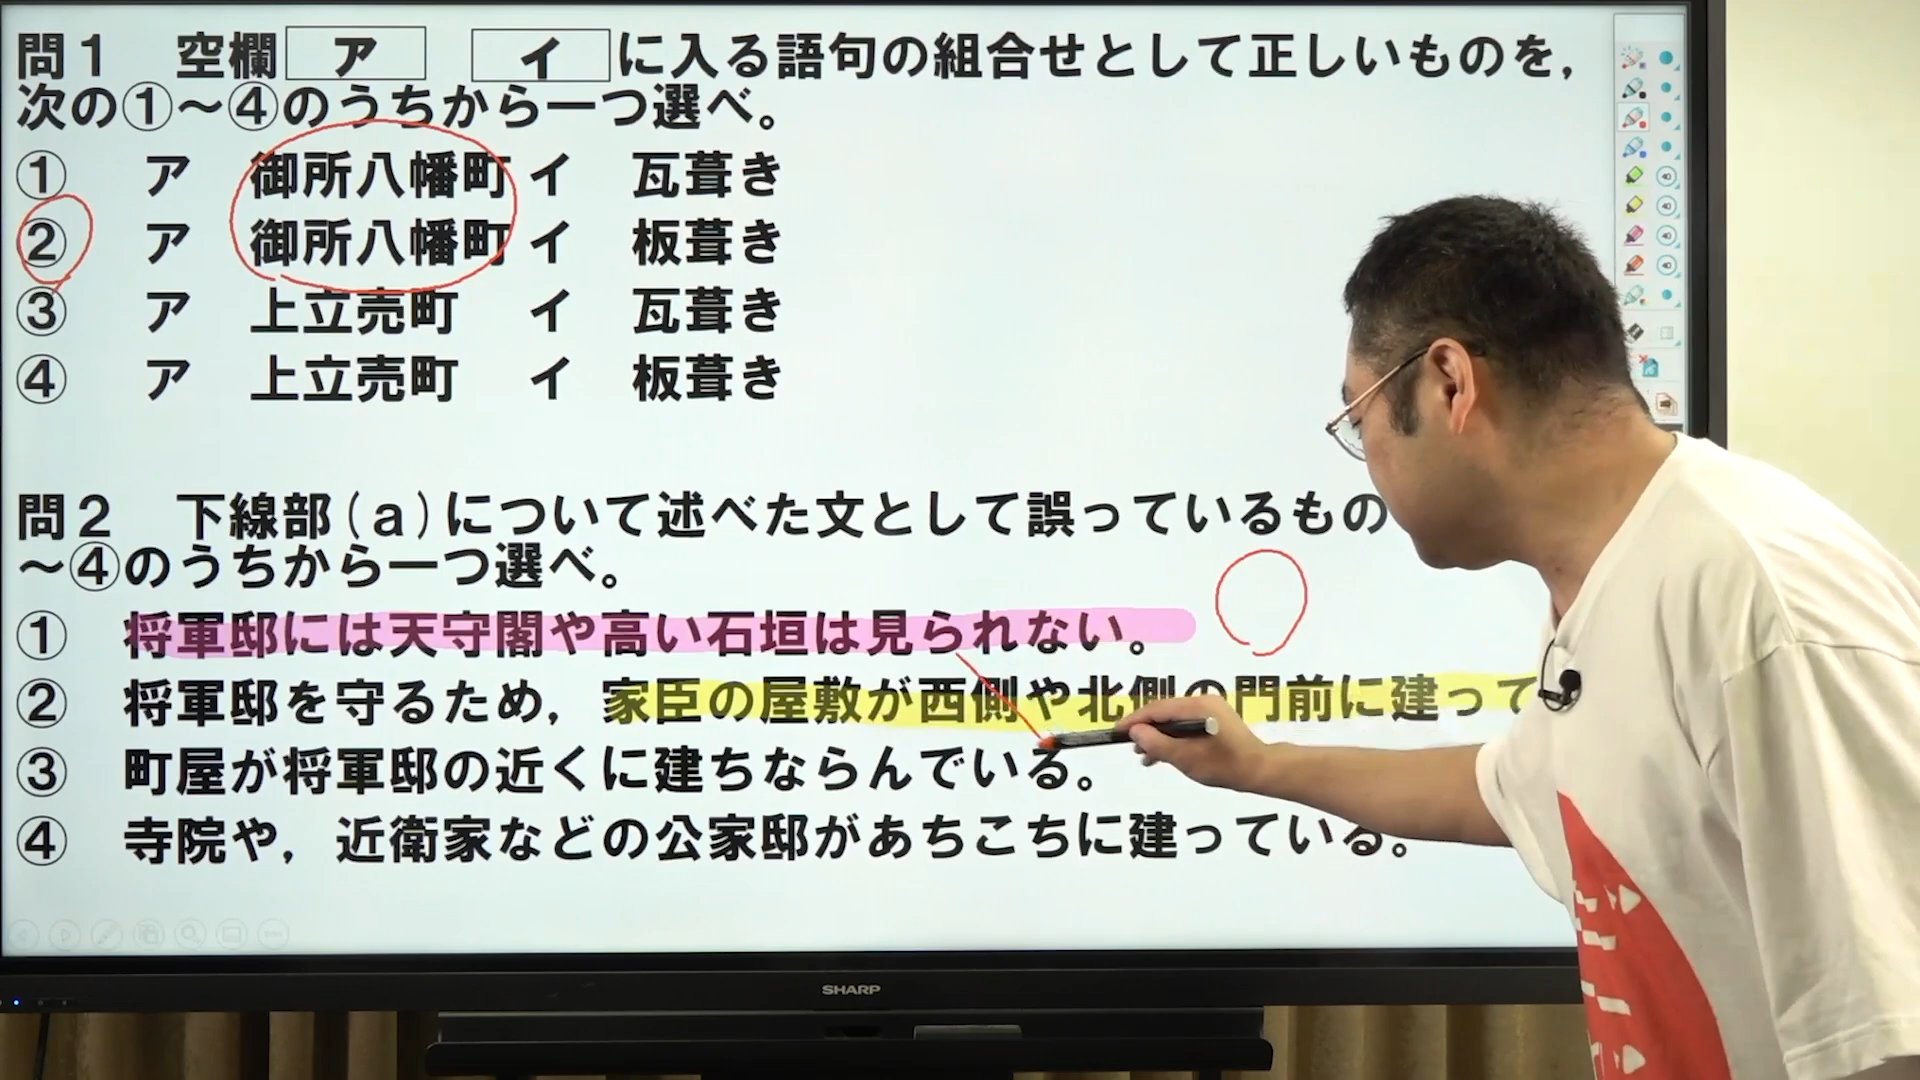 問1 空欄 ア イ に入る語句の組合せとして正しいものを,
次の①～④のうちから一つ選べ。
① ア 御所八幡町 イ 瓦葺き
② ア 御所八幡町 イ 板葺き
③ ア 上立売町 イ 瓦葺き
④ ア 上立売町 イ 板葺き
問2 下線部(a)について述べた文として誤っているもの
～④のうちから一つ選べ。
① 将軍邸には天守閣や高い石垣は見られない。
② 将軍邸を守るため,家臣の屋敷が西側や北側の門前に建って
③ 町屋が将軍邸の近くに建ちならんでいる。
④ 寺院や,近衛家などの公家邸があちこちに建っている。
SHARP